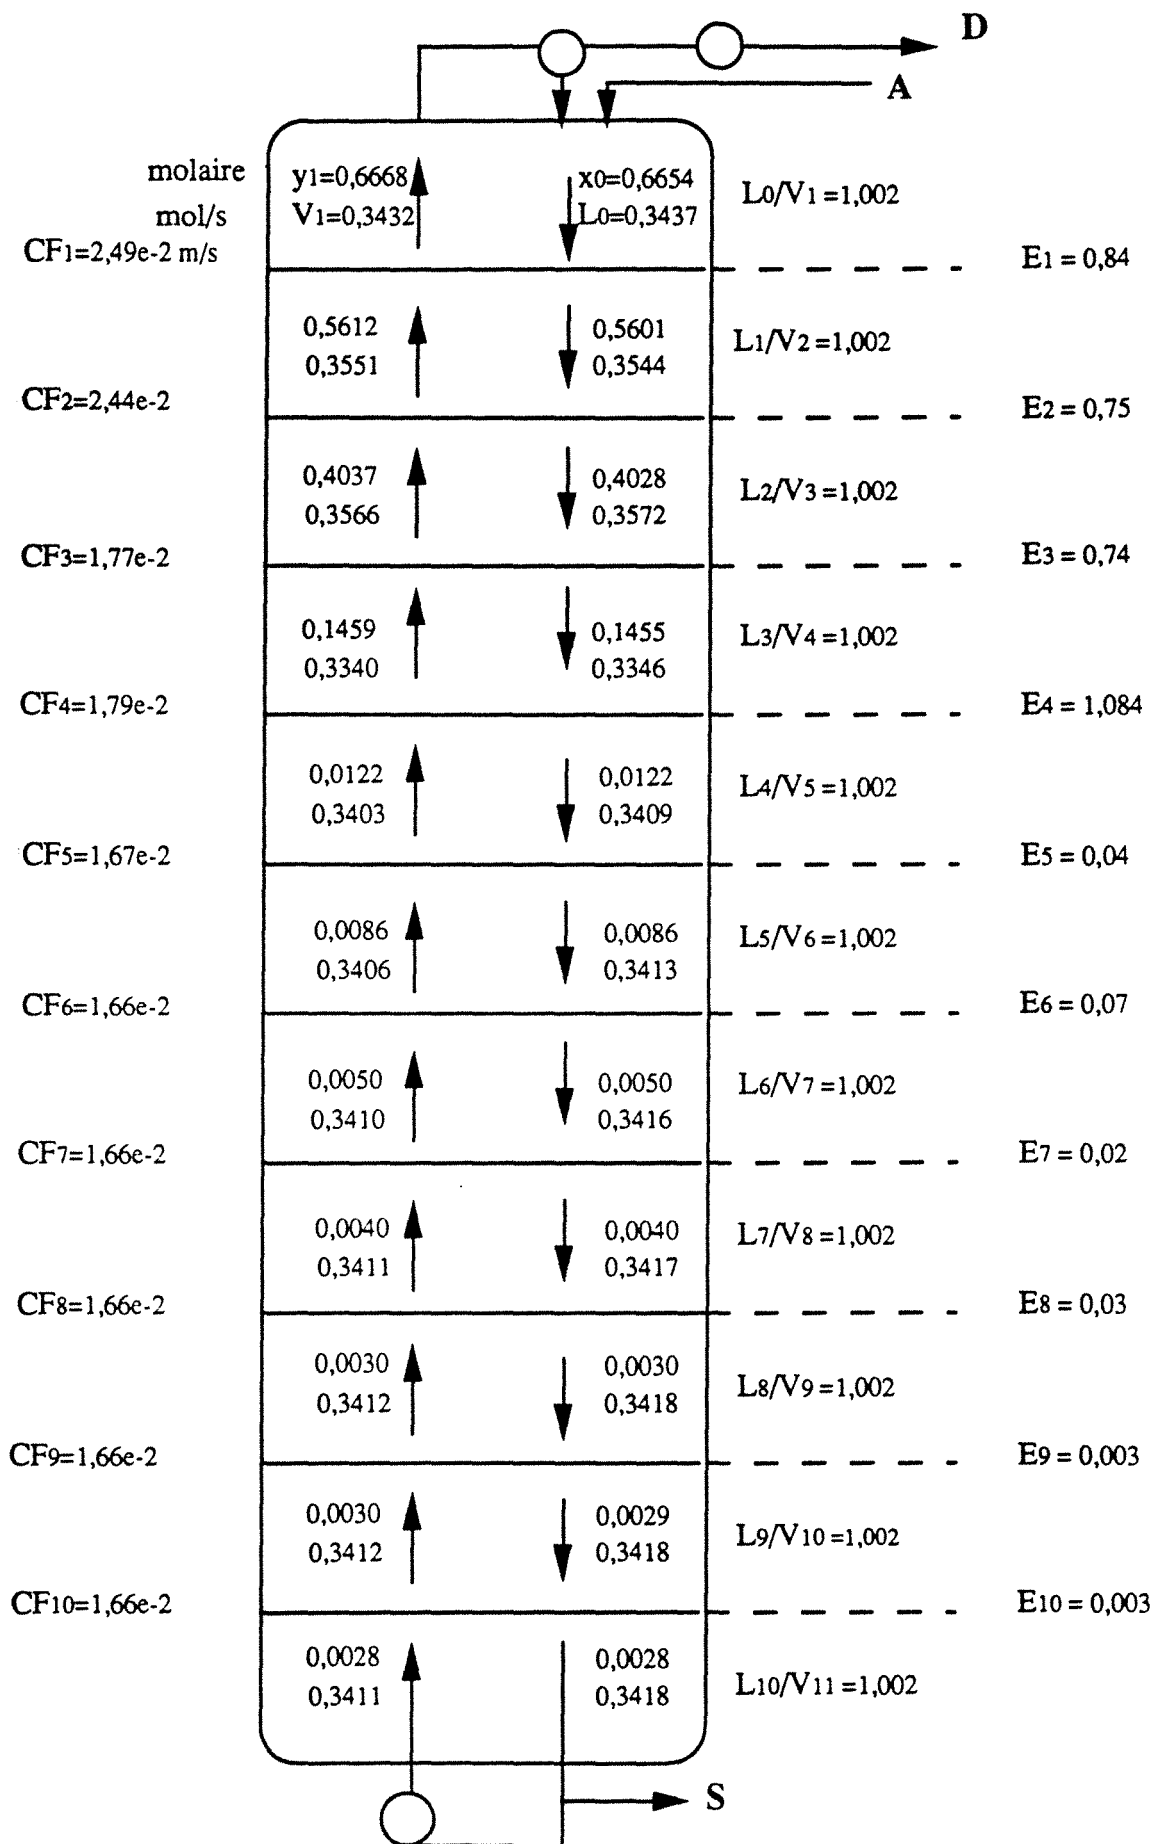 D
A
molaire
mol/s
y1=0,6668
V1=0,3432
x0=0,6654
L0=0,3437
L0/V1=1,002
CF1=2,49e-2 m/s
E1 = 0,84
0,5612
0,3551
0,5601
0,3544
L1/V2=1,002
CF2=2,44e-2
E2 = 0,75
0,4037
0,3566
0,4028
0,3572
L2/V3=1,002
CF3=1,77e-2
E3 = 0,74
0,1459
0,3340
0,1455
0,3346
L3/V4=1,002
CF4=1,79e-2
E4 = 1,084
0,0122
0,3403
0,0122
0,3409
L4/V5=1,002
CF5=1,67e-2
E5 = 0,04
0,0086
0,3406
0,0086
0,3413
L5/V6=1,002
CF6=1,66e-2
E6 = 0,07
0,0050
0,3410
0,0050
0,3416
L6/V7=1,002
CF7=1,66e-2
E7 = 0,02
0,0040
0,3411
0,0040
0,3417
L7/V8=1,002
CF8=1,66e-2
E8 = 0,03
0,0030
0,3412
0,0030
0,3418
L8/V9=1,002
CF9=1,66e-2
E9 = 0,003
0,0030
0,3412
0,0029
0,3418
L9/V10=1,002
CF10=1,66e-2
E10 = 0,003
0,0028
0,3411
0,0028
0,3418
L10/V11=1,002
S